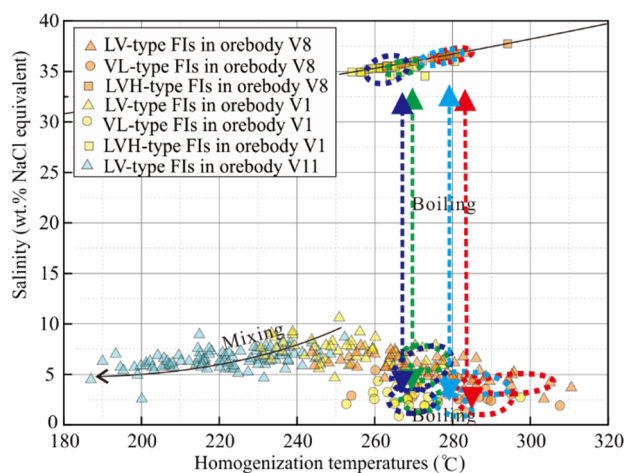 40
35
30
25
20
15
10
5
0
Salinity (wt.% NaCl equivalent)
LV-type FIs in orebody V8
VL-type FIs in orebody V8
LVH-type FIs in orebody V8
LV-type FIs in orebody V1
VL-type FIs in orebody V1
LVH-type FIs in orebody V1
LV-type FIs in orebody V11
Boiling
Mixing
Boiling
180 200 220 240 260 280 300 320
Homogenization temperatures (℃)